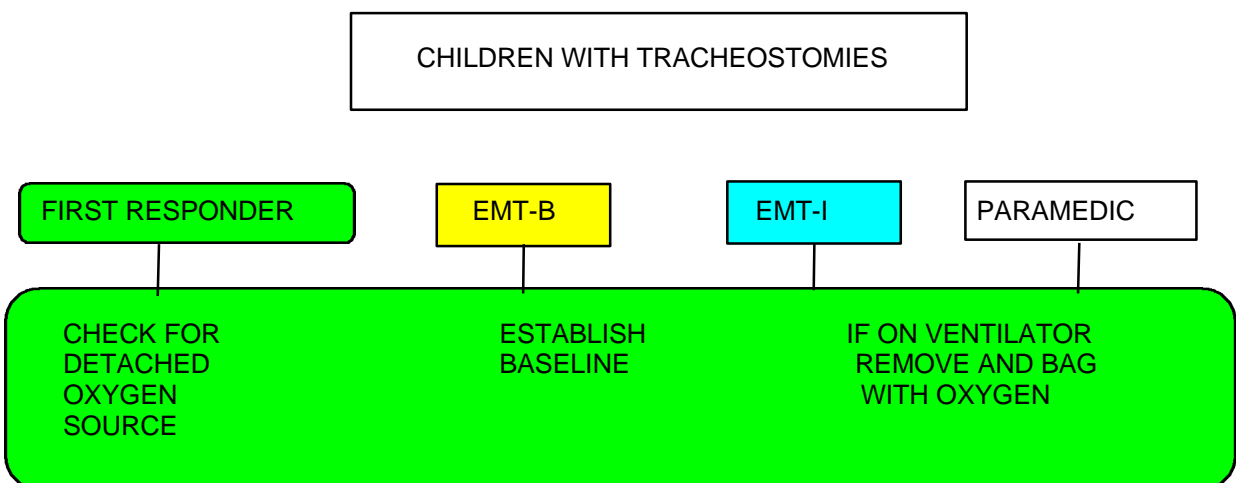 CHILDREN WITH TRACHEOSTOMIES
FIRST RESPONDER
EMT-B
EMT-I
PARAMEDIC
CHECK FOR
DETACHED
OXYGEN
SOURCE
ESTABLISH
BASELINE
IF ON VENTILATOR
REMOVE AND BAG
WITH OXYGEN